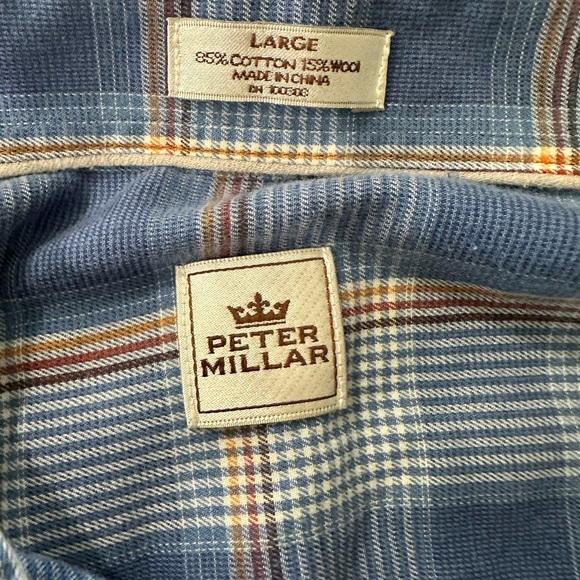 LARGE
85% COTTON 15% WOOL
MADE IN CHINA
PETER
MILLAR